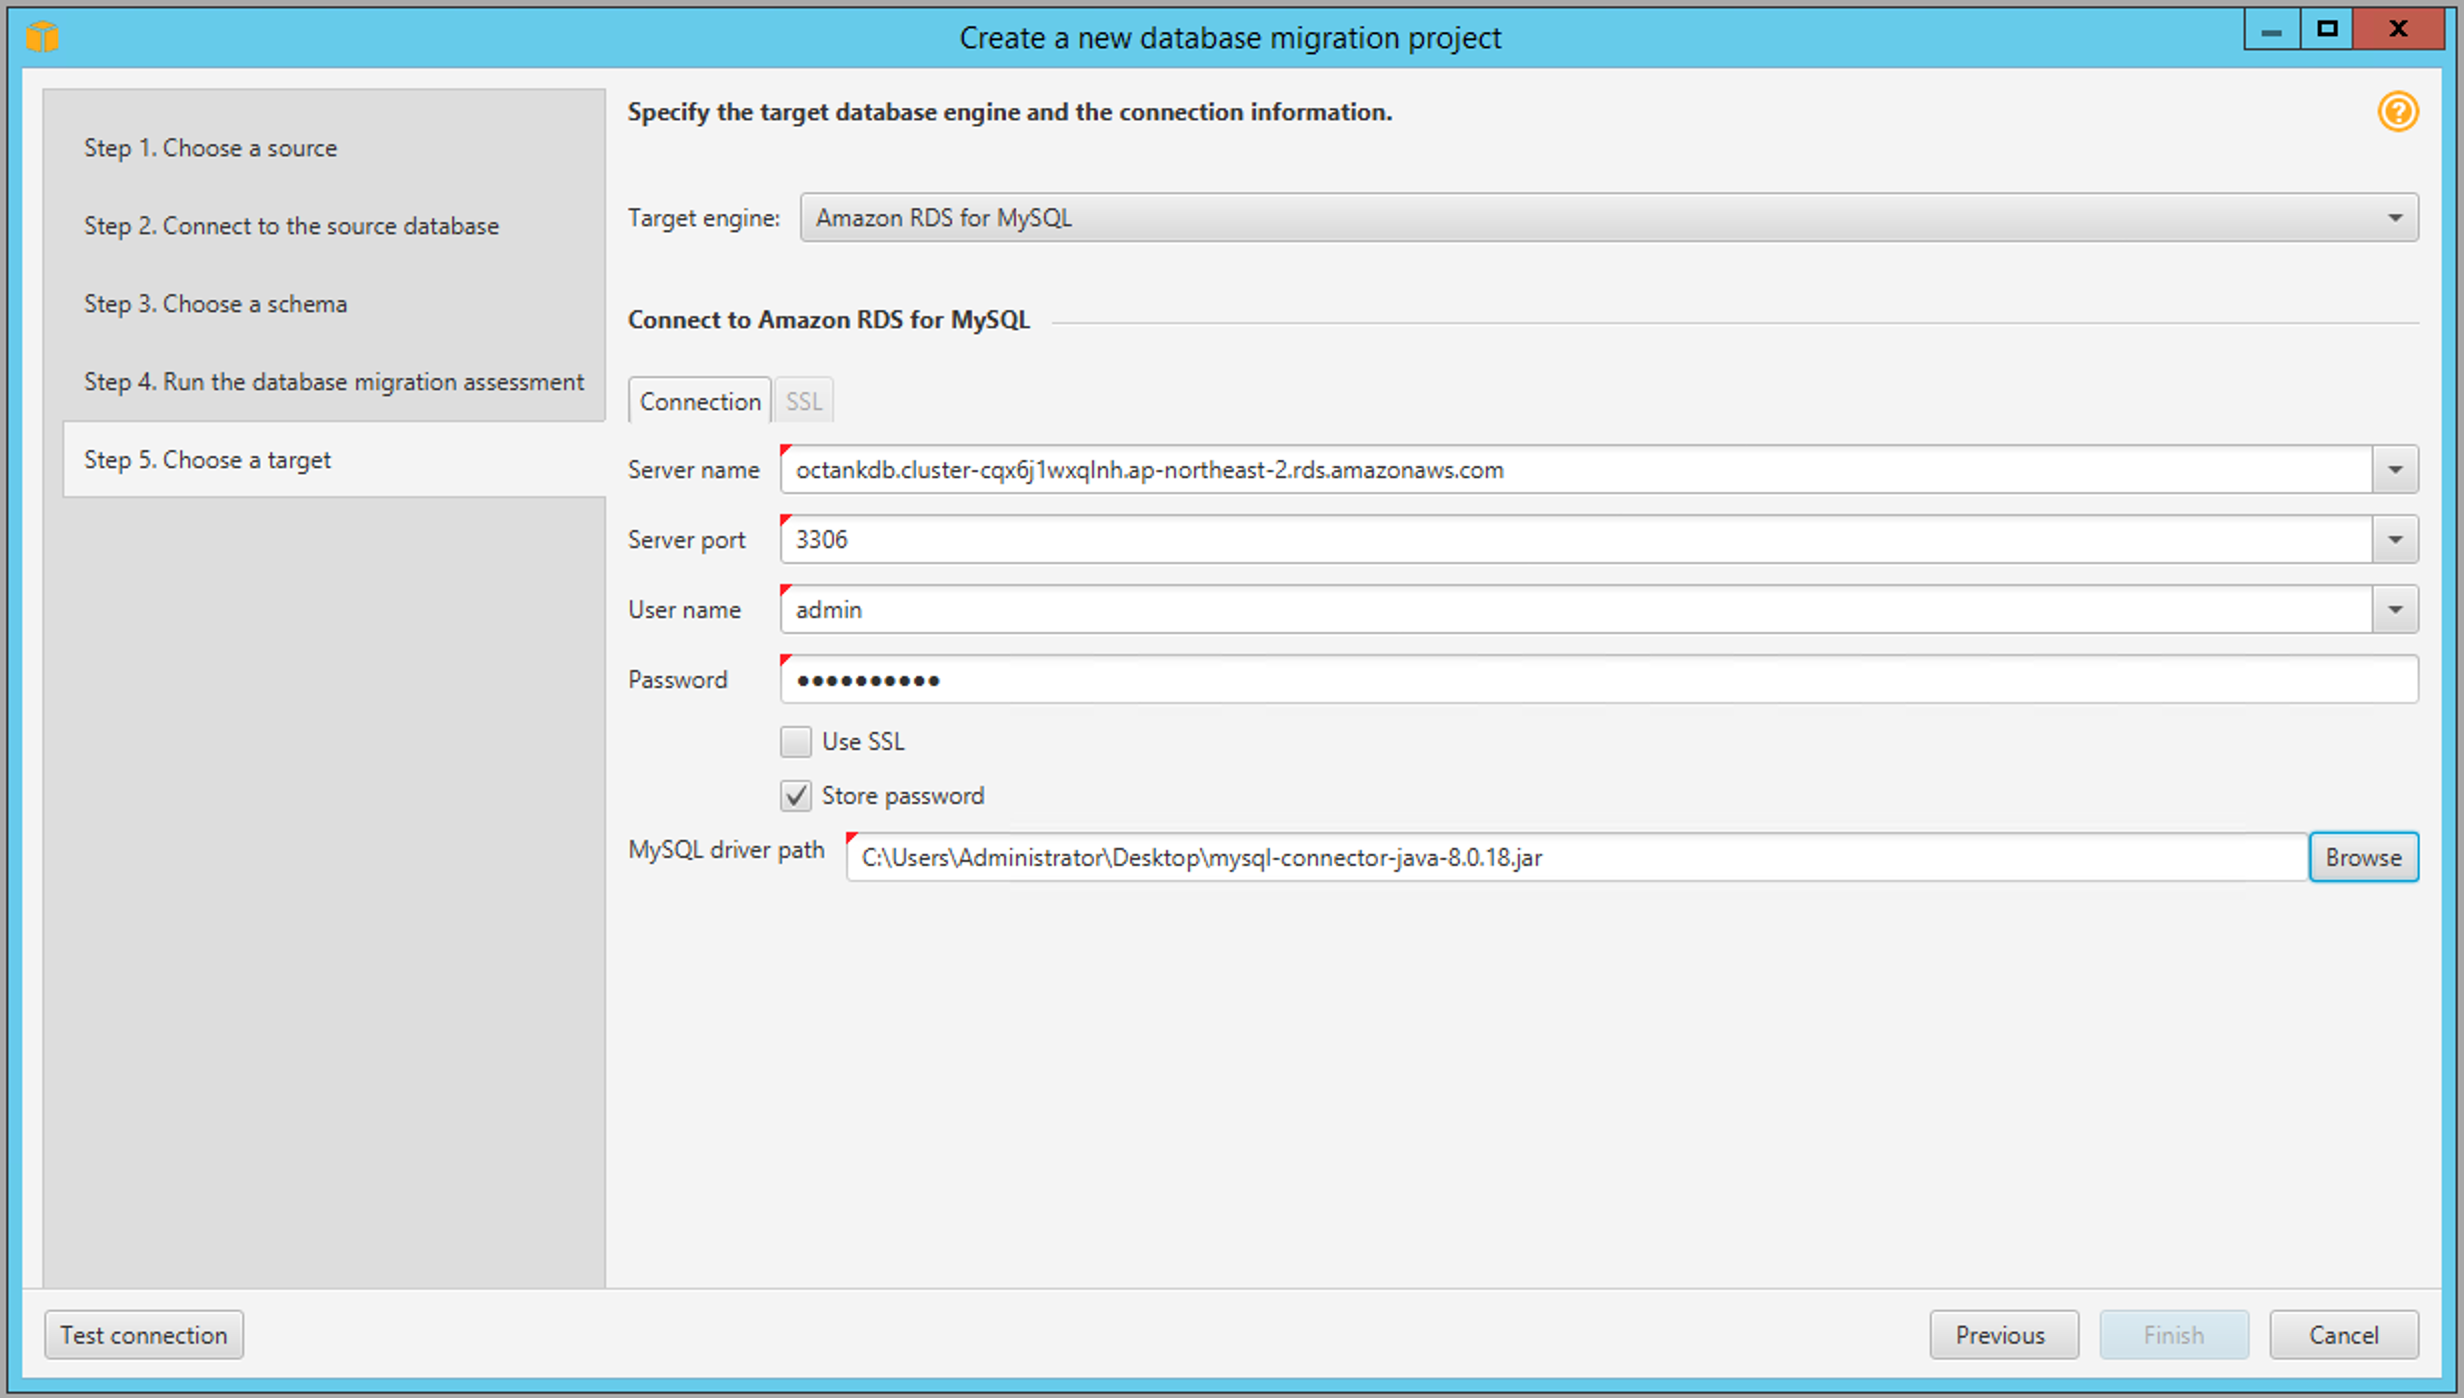 Create a new database migration project
Step 1. Choose a source
Step 2. Connect to the source database
Step 3. Choose a schema
Step 4. Run the database migration assessment
Step 5. Choose a target
Specify the target database engine and the connection information.
Target engine: Amazon RDS for MySQL
Connect to Amazon RDS for MySQL
Connection SSL
Server name octankdb.cluster-cqx6j1wxqlnh.ap-northeast-2.rds.amazonaws.com
Server port 3306
User name admin
Password ••••••••••
Use SSL
Store password
MySQL driver path C:\Users\Administrator\Desktop\mysql-connector-java-8.0.18.jar Browse
Test connection Previous Finish Cancel